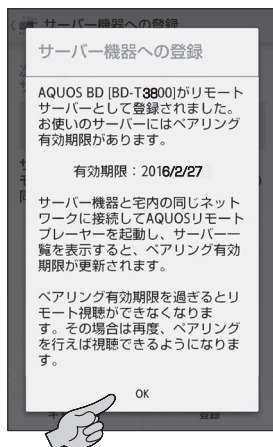 サーバー機器への登録
サーバー機器への登録
AQUOS BD [BD-T3800]がリモート
サーバーとして登録されました。
お使いのサーバーにはペアリング
有効期限があります。
有効期限：2016/2/27
サーバー機器と宅内の同じネット
ワークに接続してAQUOSリモート
プレーヤーを起動し、サーバー一
覧を表示すると、ペアリング有効
期限が更新されます。
ペアリング有効期限を過ぎるとリ
モート視聴ができなくなりま
す。その場合は再度、ペアリング
を行えば視聴できるようになりま
す。
OK